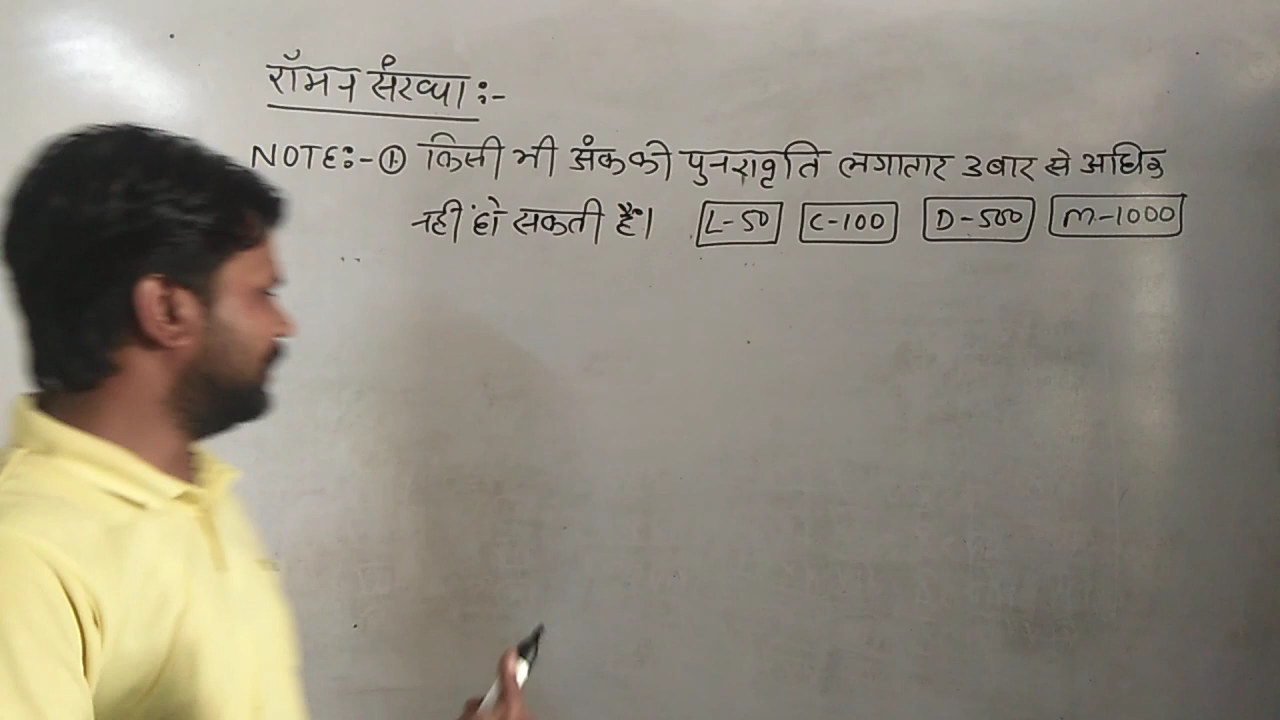 रॉमन संख्या :-
NOTE:- ① किसी भी अंक को पुनरावृति लगातार 3 बार से अधिक
नहीं हो सकती है। L-50 C-100 D-500 M-1000